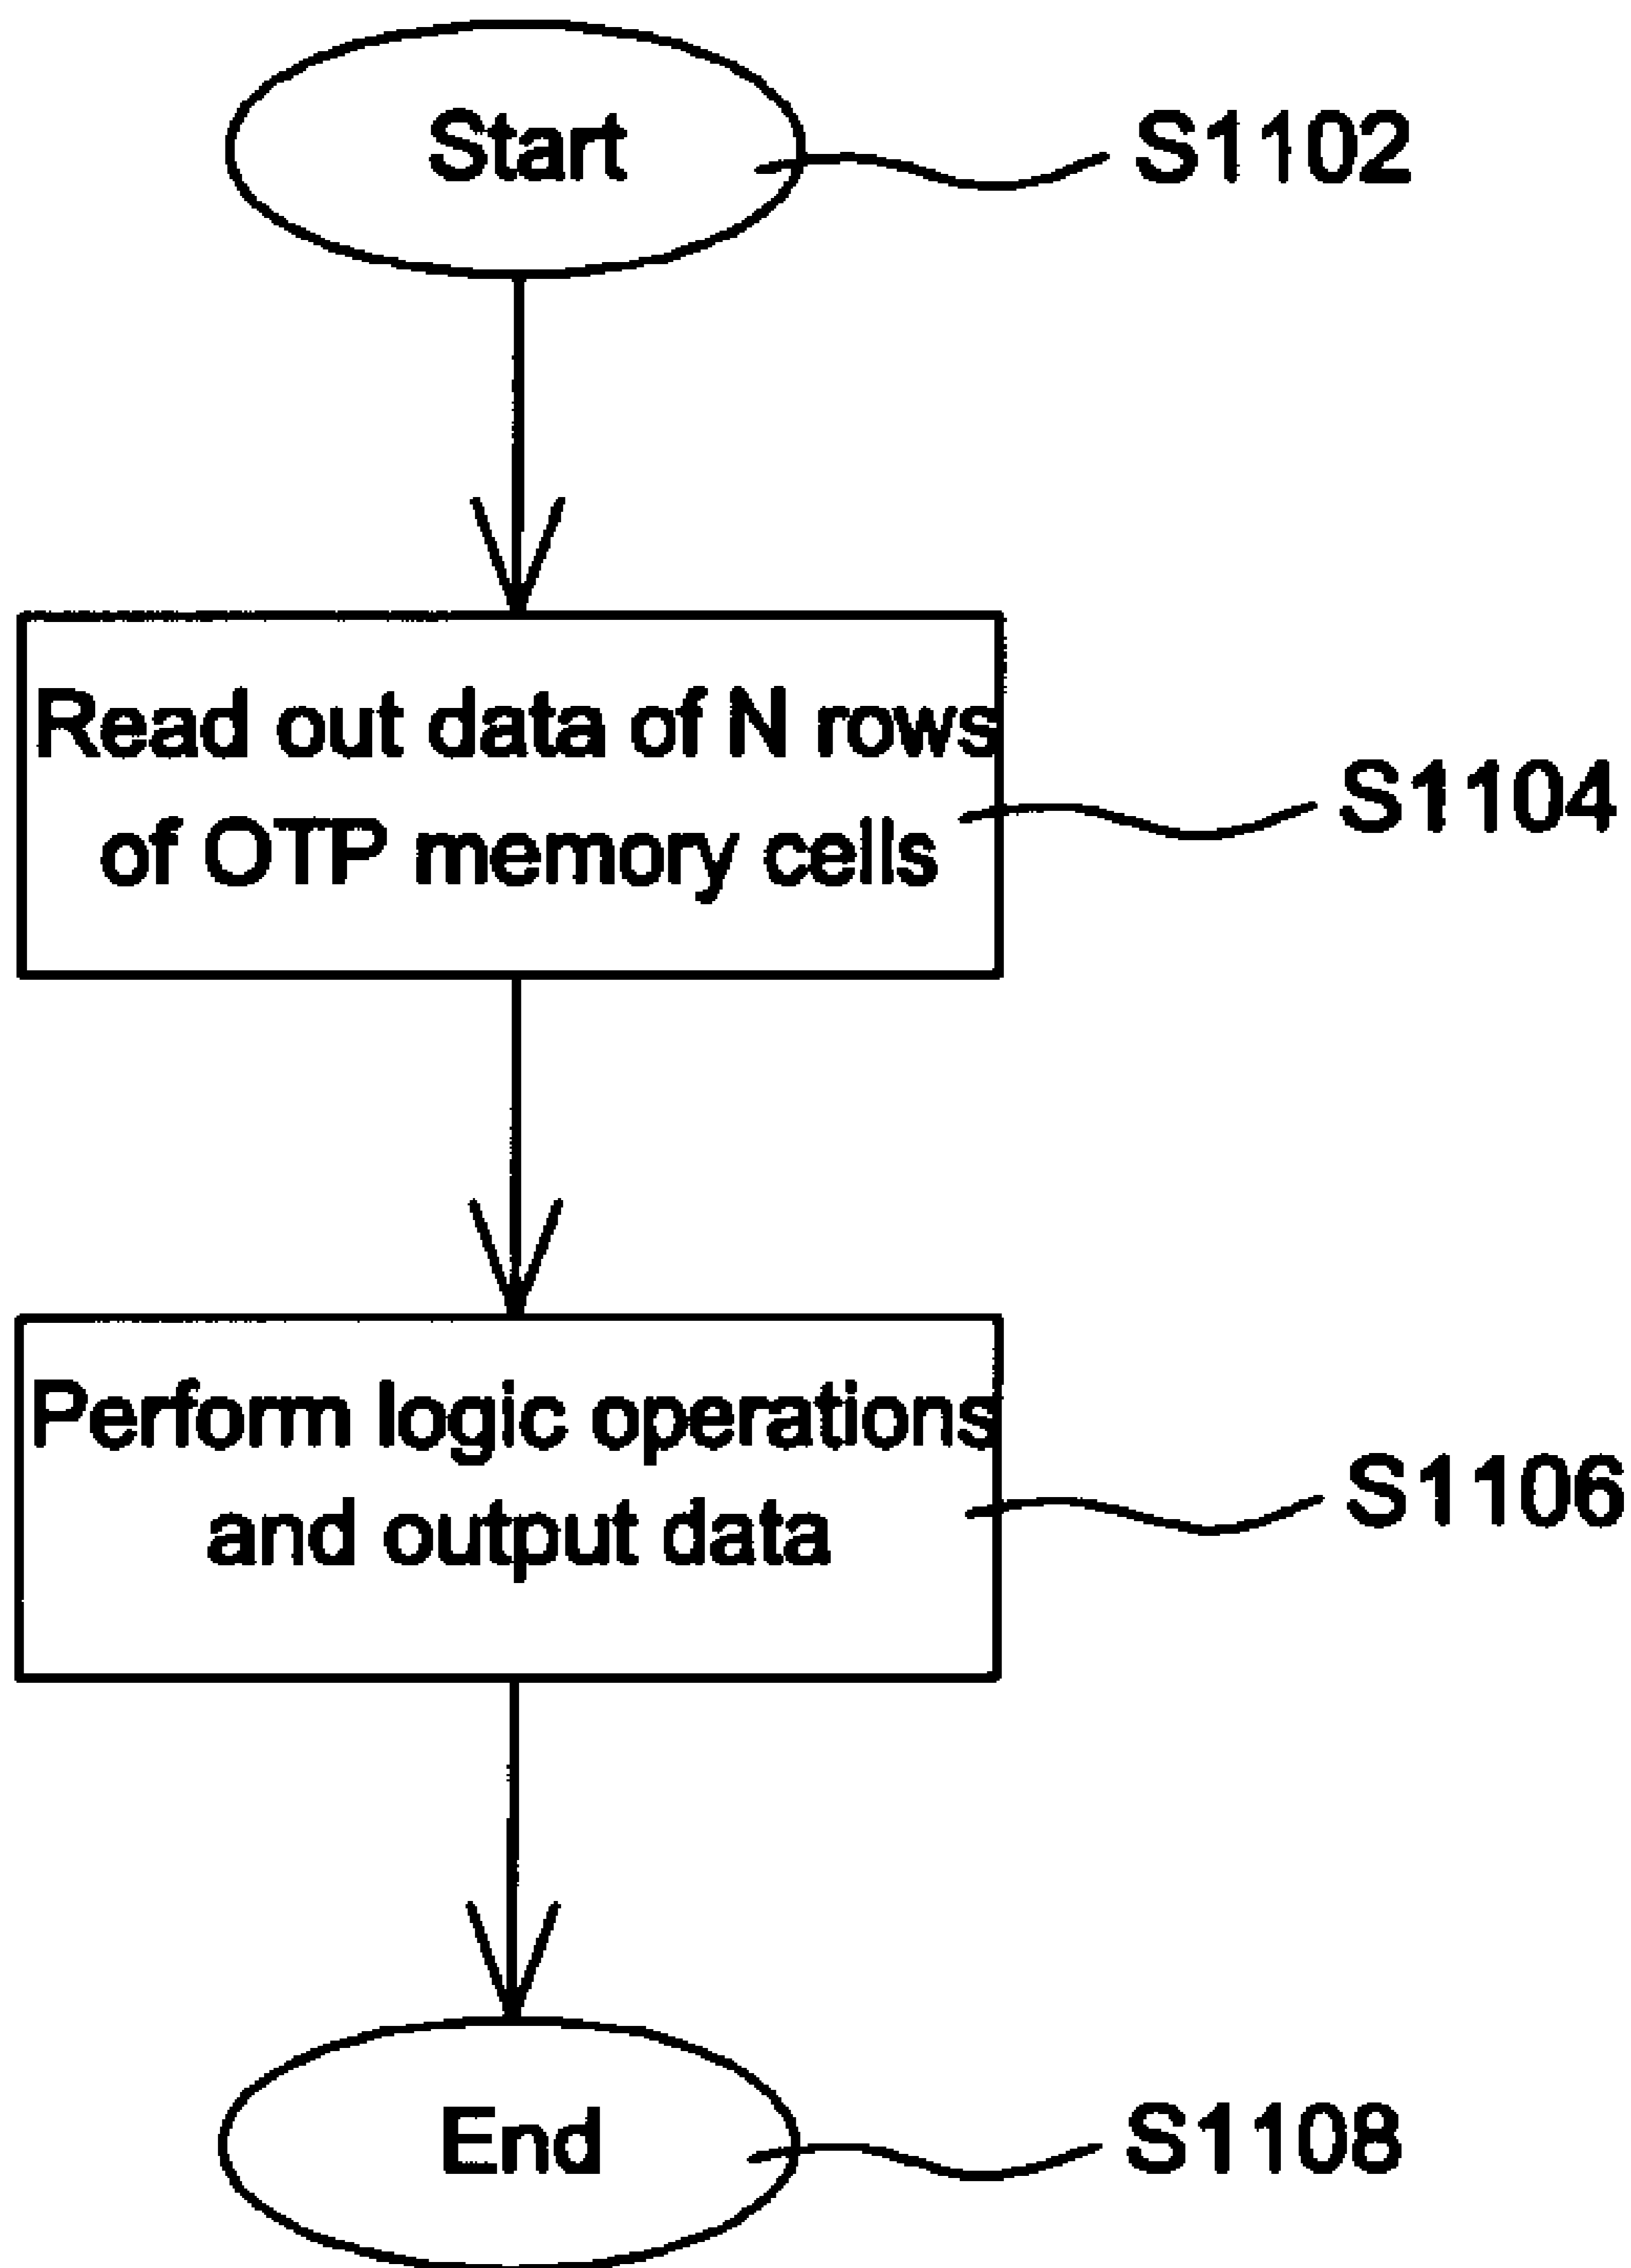 Start
S1102
Read out data of N rows
of OTP memory cells
S1104
Perform logic operations
and output data
S1106
End
S1108